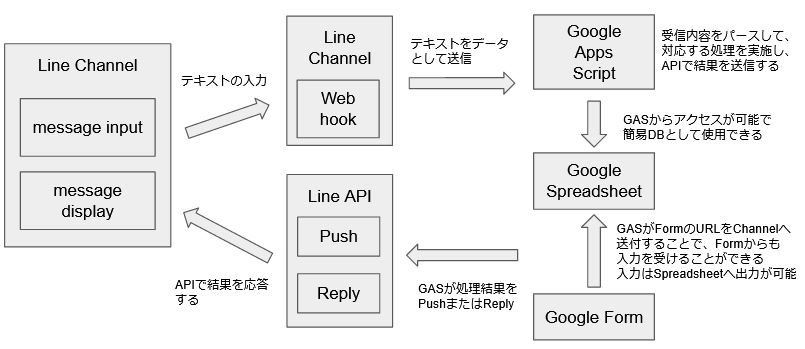 Line Channel
message input
message
display
テキストの入力
Line
Channel
Web
hook
テキストをデータ
として送信
Google
Apps
Script
受信内容をパースして、
対応する処理を実施し、
APIで結果を送信する
GASからアクセスが可能で
簡易DBとして使用できる
Google
Spreadsheet
GASがFormのURLをChannelへ
送付することで、Formからも
入力を受けることができる
入力はSpreadsheetへ出力が可能
Google Form
GASが処理結果を
PushまたはReply
Line API
Push
Reply
APIで結果を応答
する